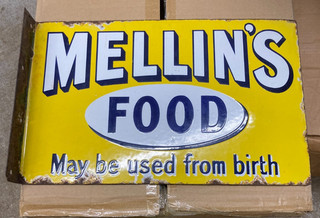 MELLIN'S
FOOD
May be used from birth